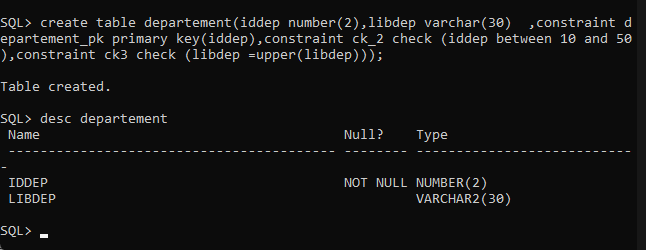 SQL> create table departement(iddep number(2),libdep varchar(30)  ,constraint d
epartement_pk primary key(iddep),constraint ck_2 check (iddep between 10 and 50
),constraint ck3 check (libdep =upper(libdep)));
Table created.
SQL> desc departement
 Name                                      Null?    Type
 ----------------------------------------- -------- ---------------------------
-
 IDDEP                                     NOT NULL NUMBER(2)
 LIBDEP                                             VARCHAR2(30)
SQL>